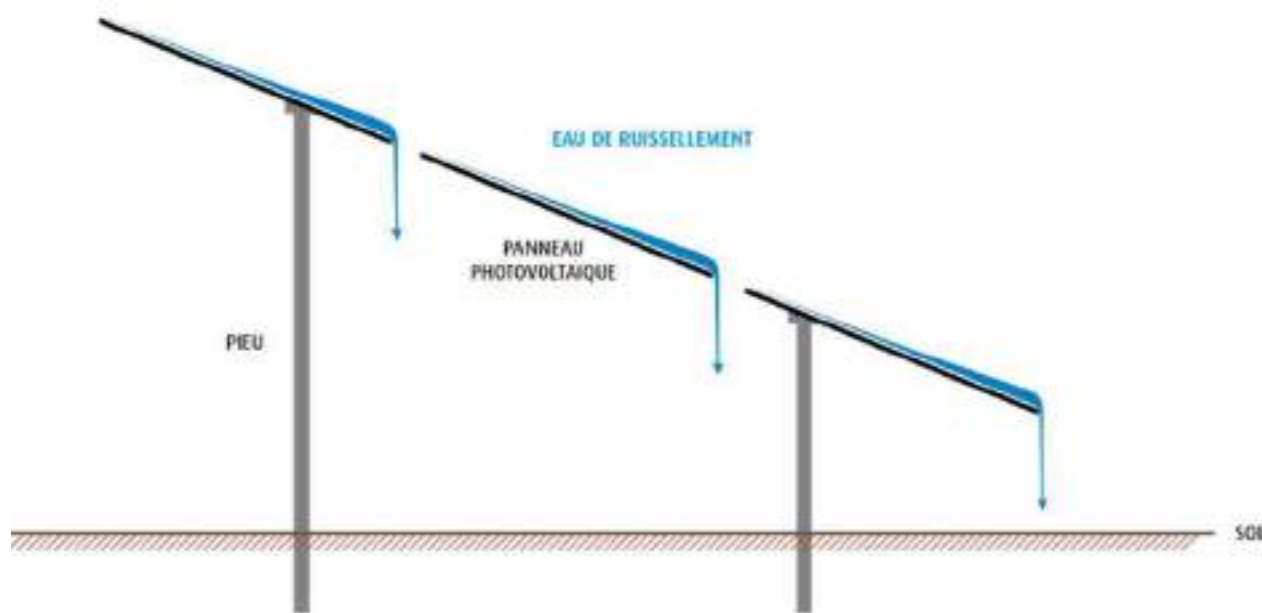 EAU DE RUISSELLEMENT
PANNEAU
PHOTOVOLTAIQUE
PIEU
SOL